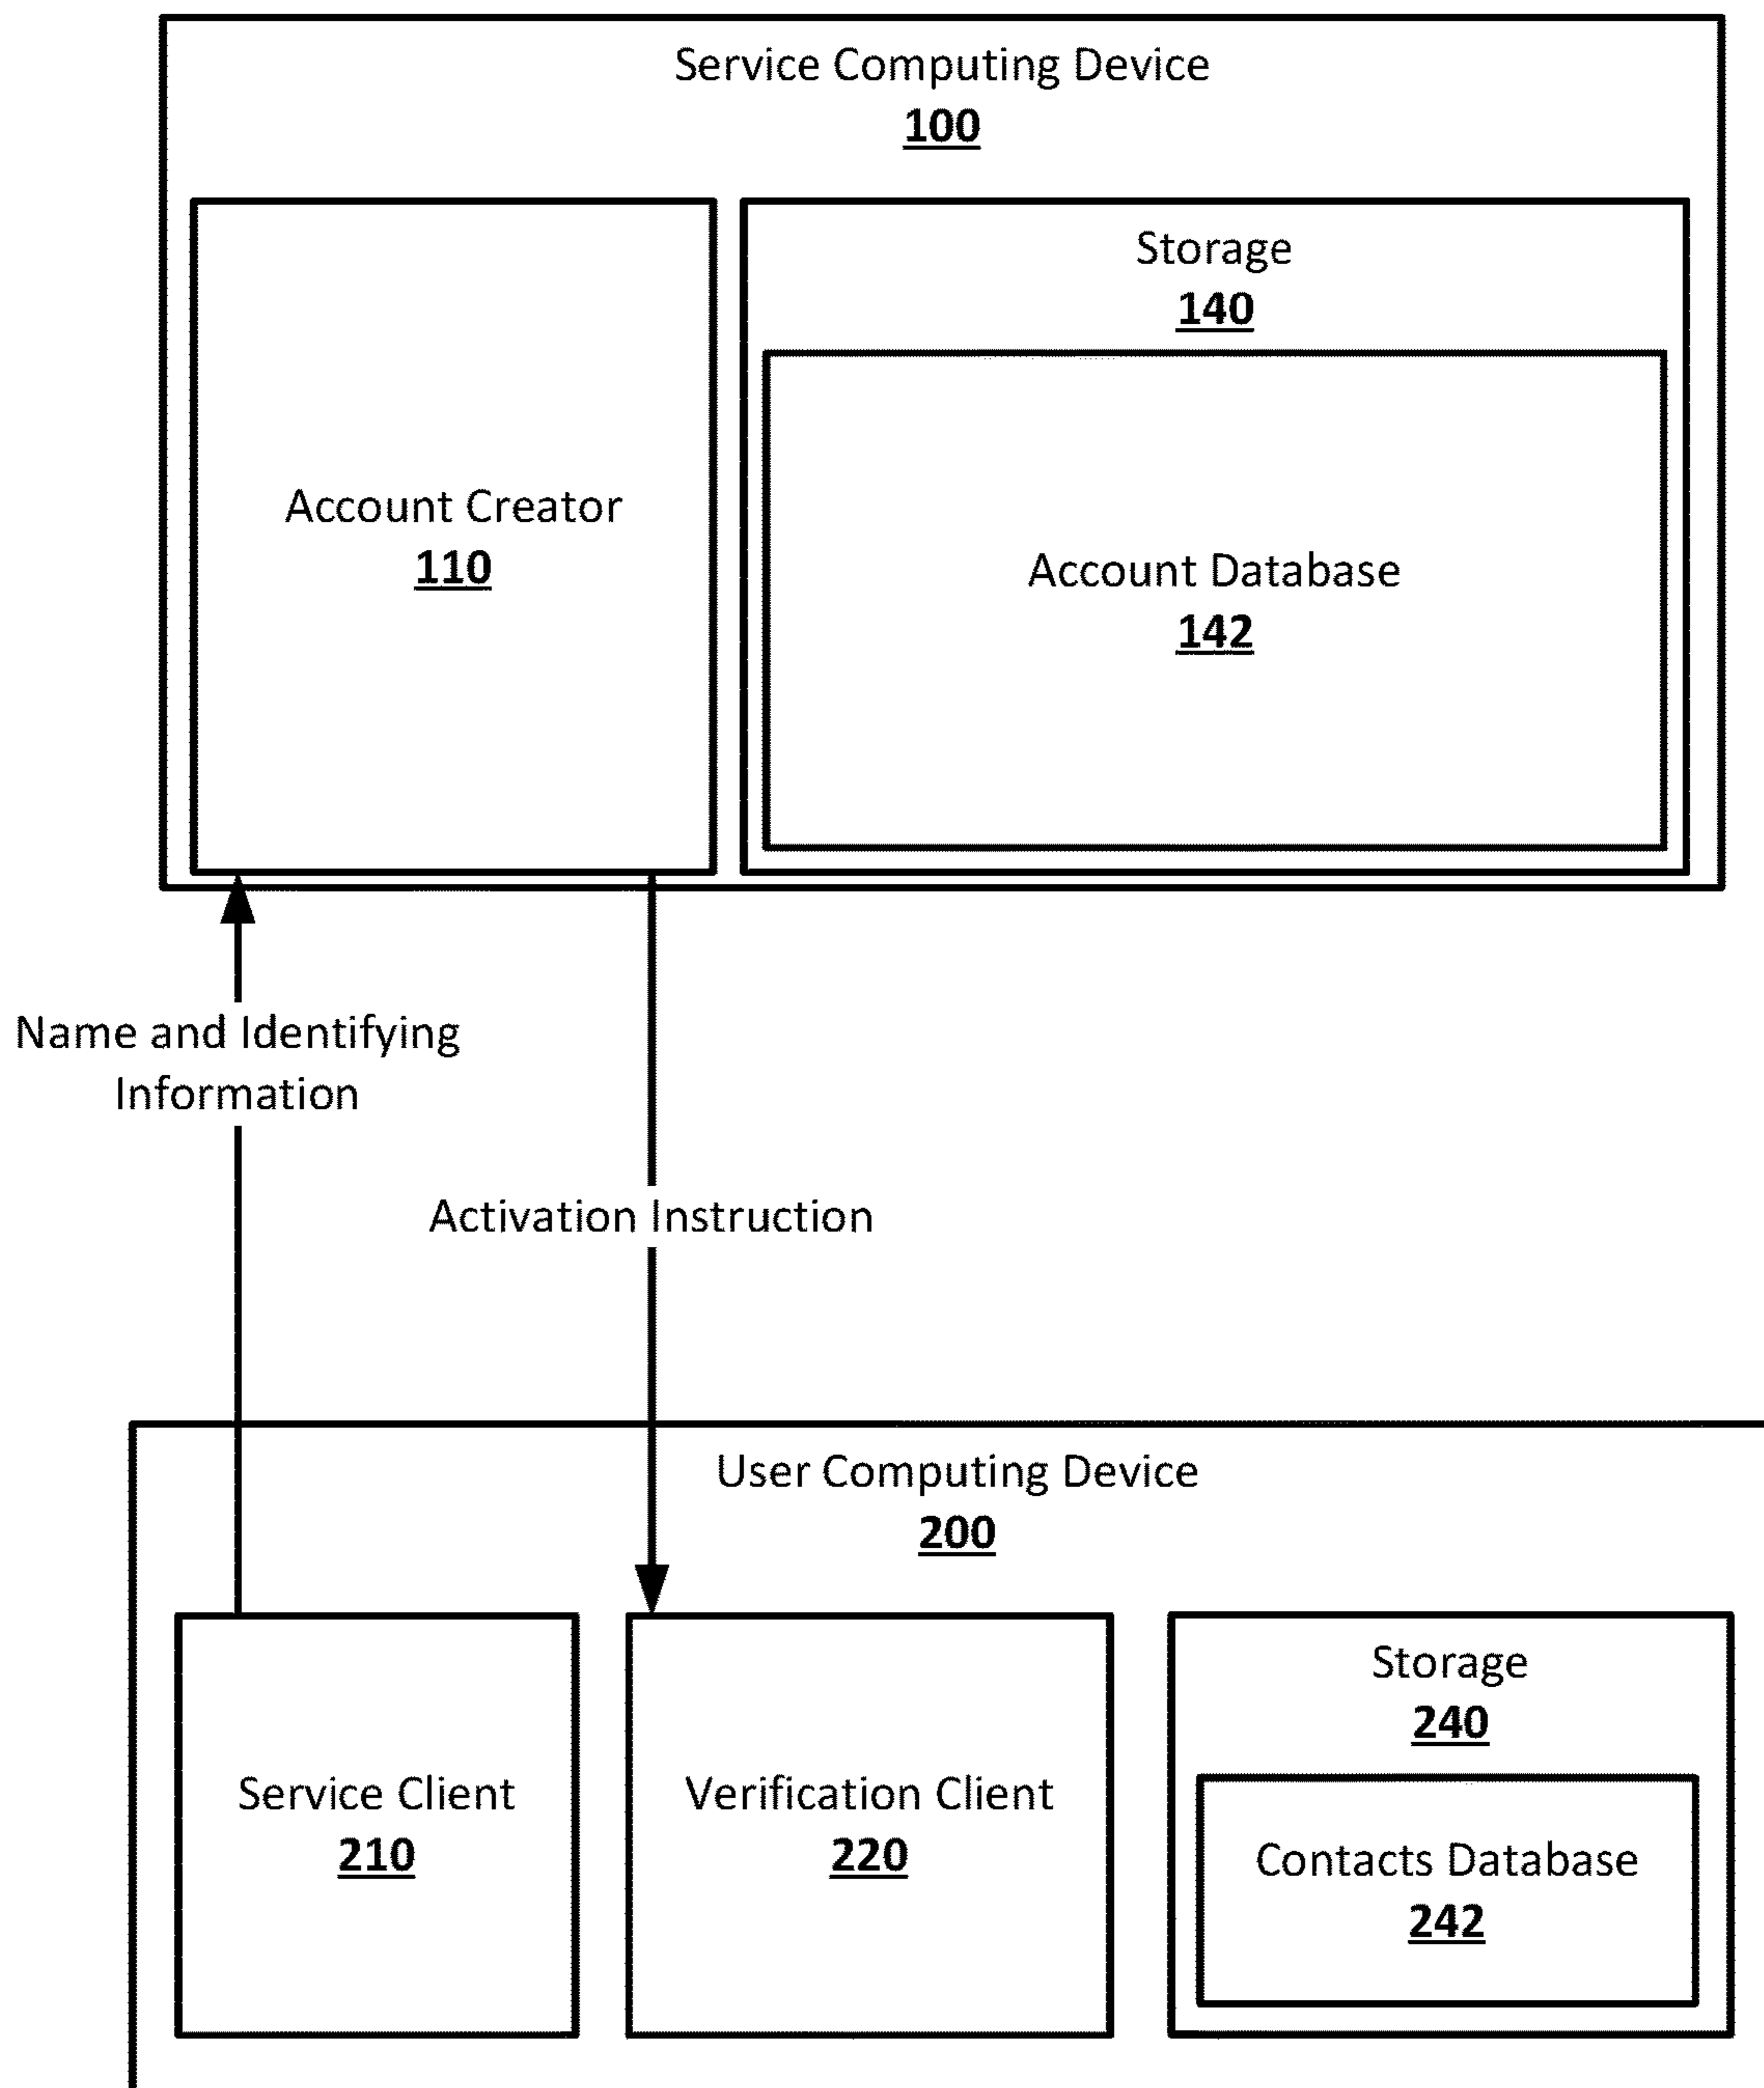 Service Computing Device
100
Account Creator
110
Storage
140
Account Database
142
Name and Identifying
Information
Activation Instruction
User Computing Device
200
Service Client
210
Verification Client
220
Storage
240
Contacts Database
242